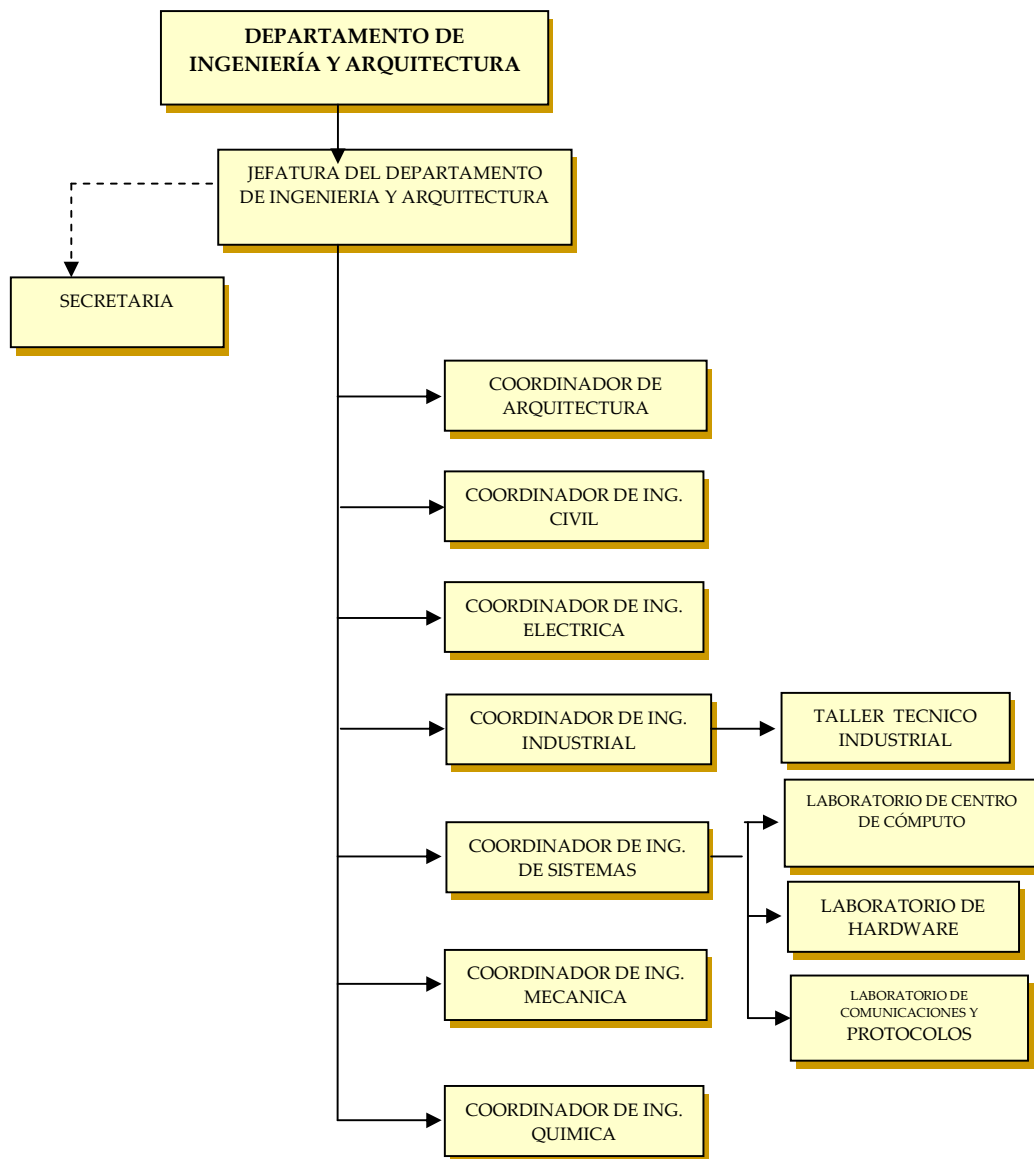 DEPARTAMENTO DE
INGENIERÍA Y ARQUITECTURA
JEFATURA DEL DEPARTAMENTO
DE INGENIERIA Y ARQUITECTURA
SECRETARIA
COORDINADOR DE
ARQUITECTURA
COORDINADOR DE ING.
CIVIL
COORDINADOR DE ING.
ELECTRICA
COORDINADOR DE ING.
INDUSTRIAL
TALLER TECNICO
INDUSTRIAL
COORDINADOR DE ING.
DE SISTEMAS
LABORATORIO DE CENTRO
DE CÓMPUTO
LABORATORIO DE
HARDWARE
LABORATORIO DE
COMUNICACIONES Y
PROTOCOLOS
COORDINADOR DE ING.
MECANICA
COORDINADOR DE ING.
QUIMICA